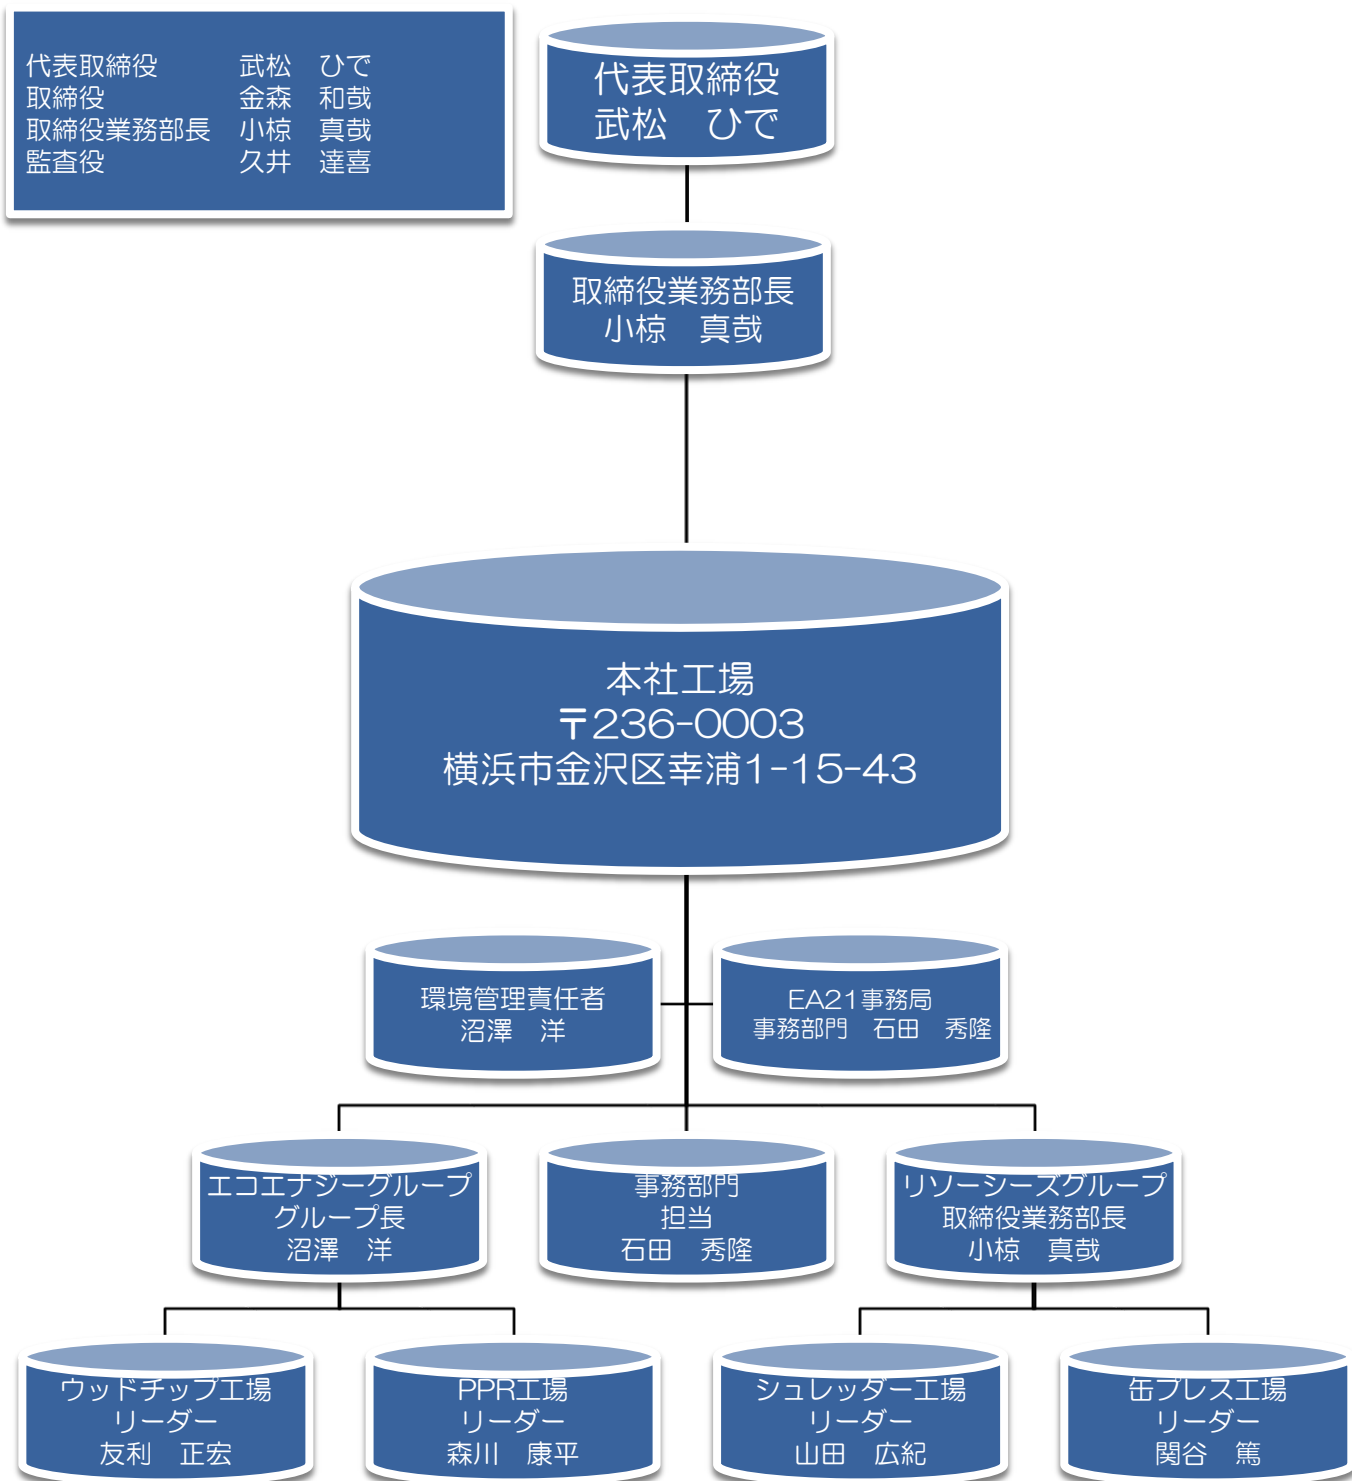 代表取締役　武松　ひで
取締役　金森　和哉
取締役業務部長　小椋　真哉
監査役　久井　達喜
代表取締役
武松　ひで
取締役業務部長
小椋　真哉
本社工場
〒236-0003
横浜市金沢区幸浦1-15-43
環境管理責任者
沼澤　洋
EA21事務局
事務部門　石田　秀隆
エコエナジーグループ
グループ長
沼澤　洋
事務部門
担当
石田　秀隆
リソーシーズグループ
取締役業務部長
小椋　真哉
ウッドチップ工場
リーダー
友利　正宏
PPR工場
リーダー
森川　康平
シュレッダー工場
リーダー
山田　広紀
缶プレス工場
リーダー
関谷　篤